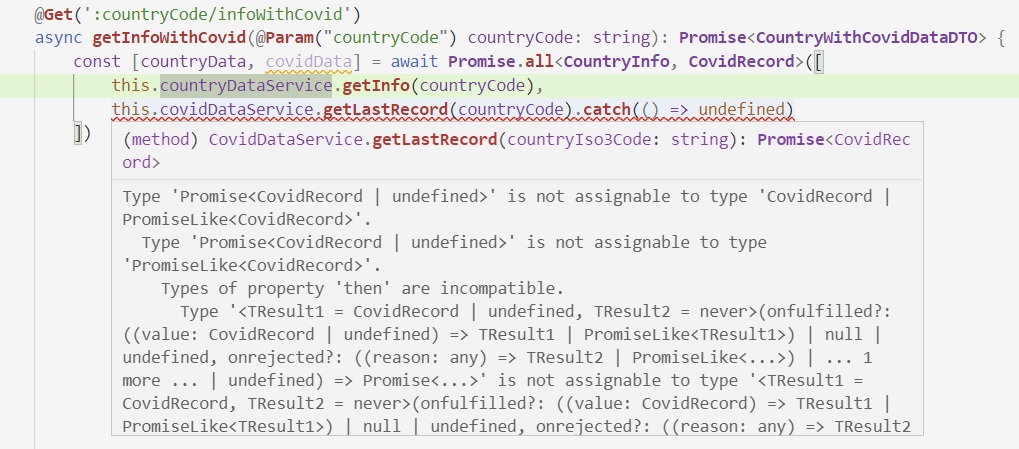 @Get(':countryCode/infoWithCovid')
async getInfoWithCovid(@Param("countryCode") countryCode: string): Promise<CountryWithCovidDataDTO> {
const [countryData, covidData] = await Promise.all<CountryInfo, CovidRecord>([
this.countryDataService.getInfo(countryCode),
this.covidDataService.getLastRecord(countryCode).catch(() => undefined)
])
(method) CovidDataService.getLastRecord(countryIso3Code: string): Promise<CovidRec
ord>
Type 'Promise<CovidRecord | undefined>' is not assignable to type 'CovidRecord |
PromiseLike<CovidRecord>'.
Type 'Promise<CovidRecord | undefined>' is not assignable to type
'PromiseLike<CovidRecord>'.
Types of property 'then' are incompatible.
Type '<TResult1 = CovidRecord | undefined, TResult2 = never>(onfulfilled?:
((value: CovidRecord | undefined) => TResult1 | PromiseLike<TResult1>) | null |
undefined, onrejected?: ((reason: any) => TResult2 | PromiseLike<...>) | ... 1
more ... | undefined) => Promise<...>' is not assignable to type '<TResult1 =
CovidRecord, TResult2 = never>(onfulfilled?: ((value: CovidRecord) => TResult1 |
PromiseLike<TResult1>) | null | undefined, onrejected?: ((reason: any) => TResult2